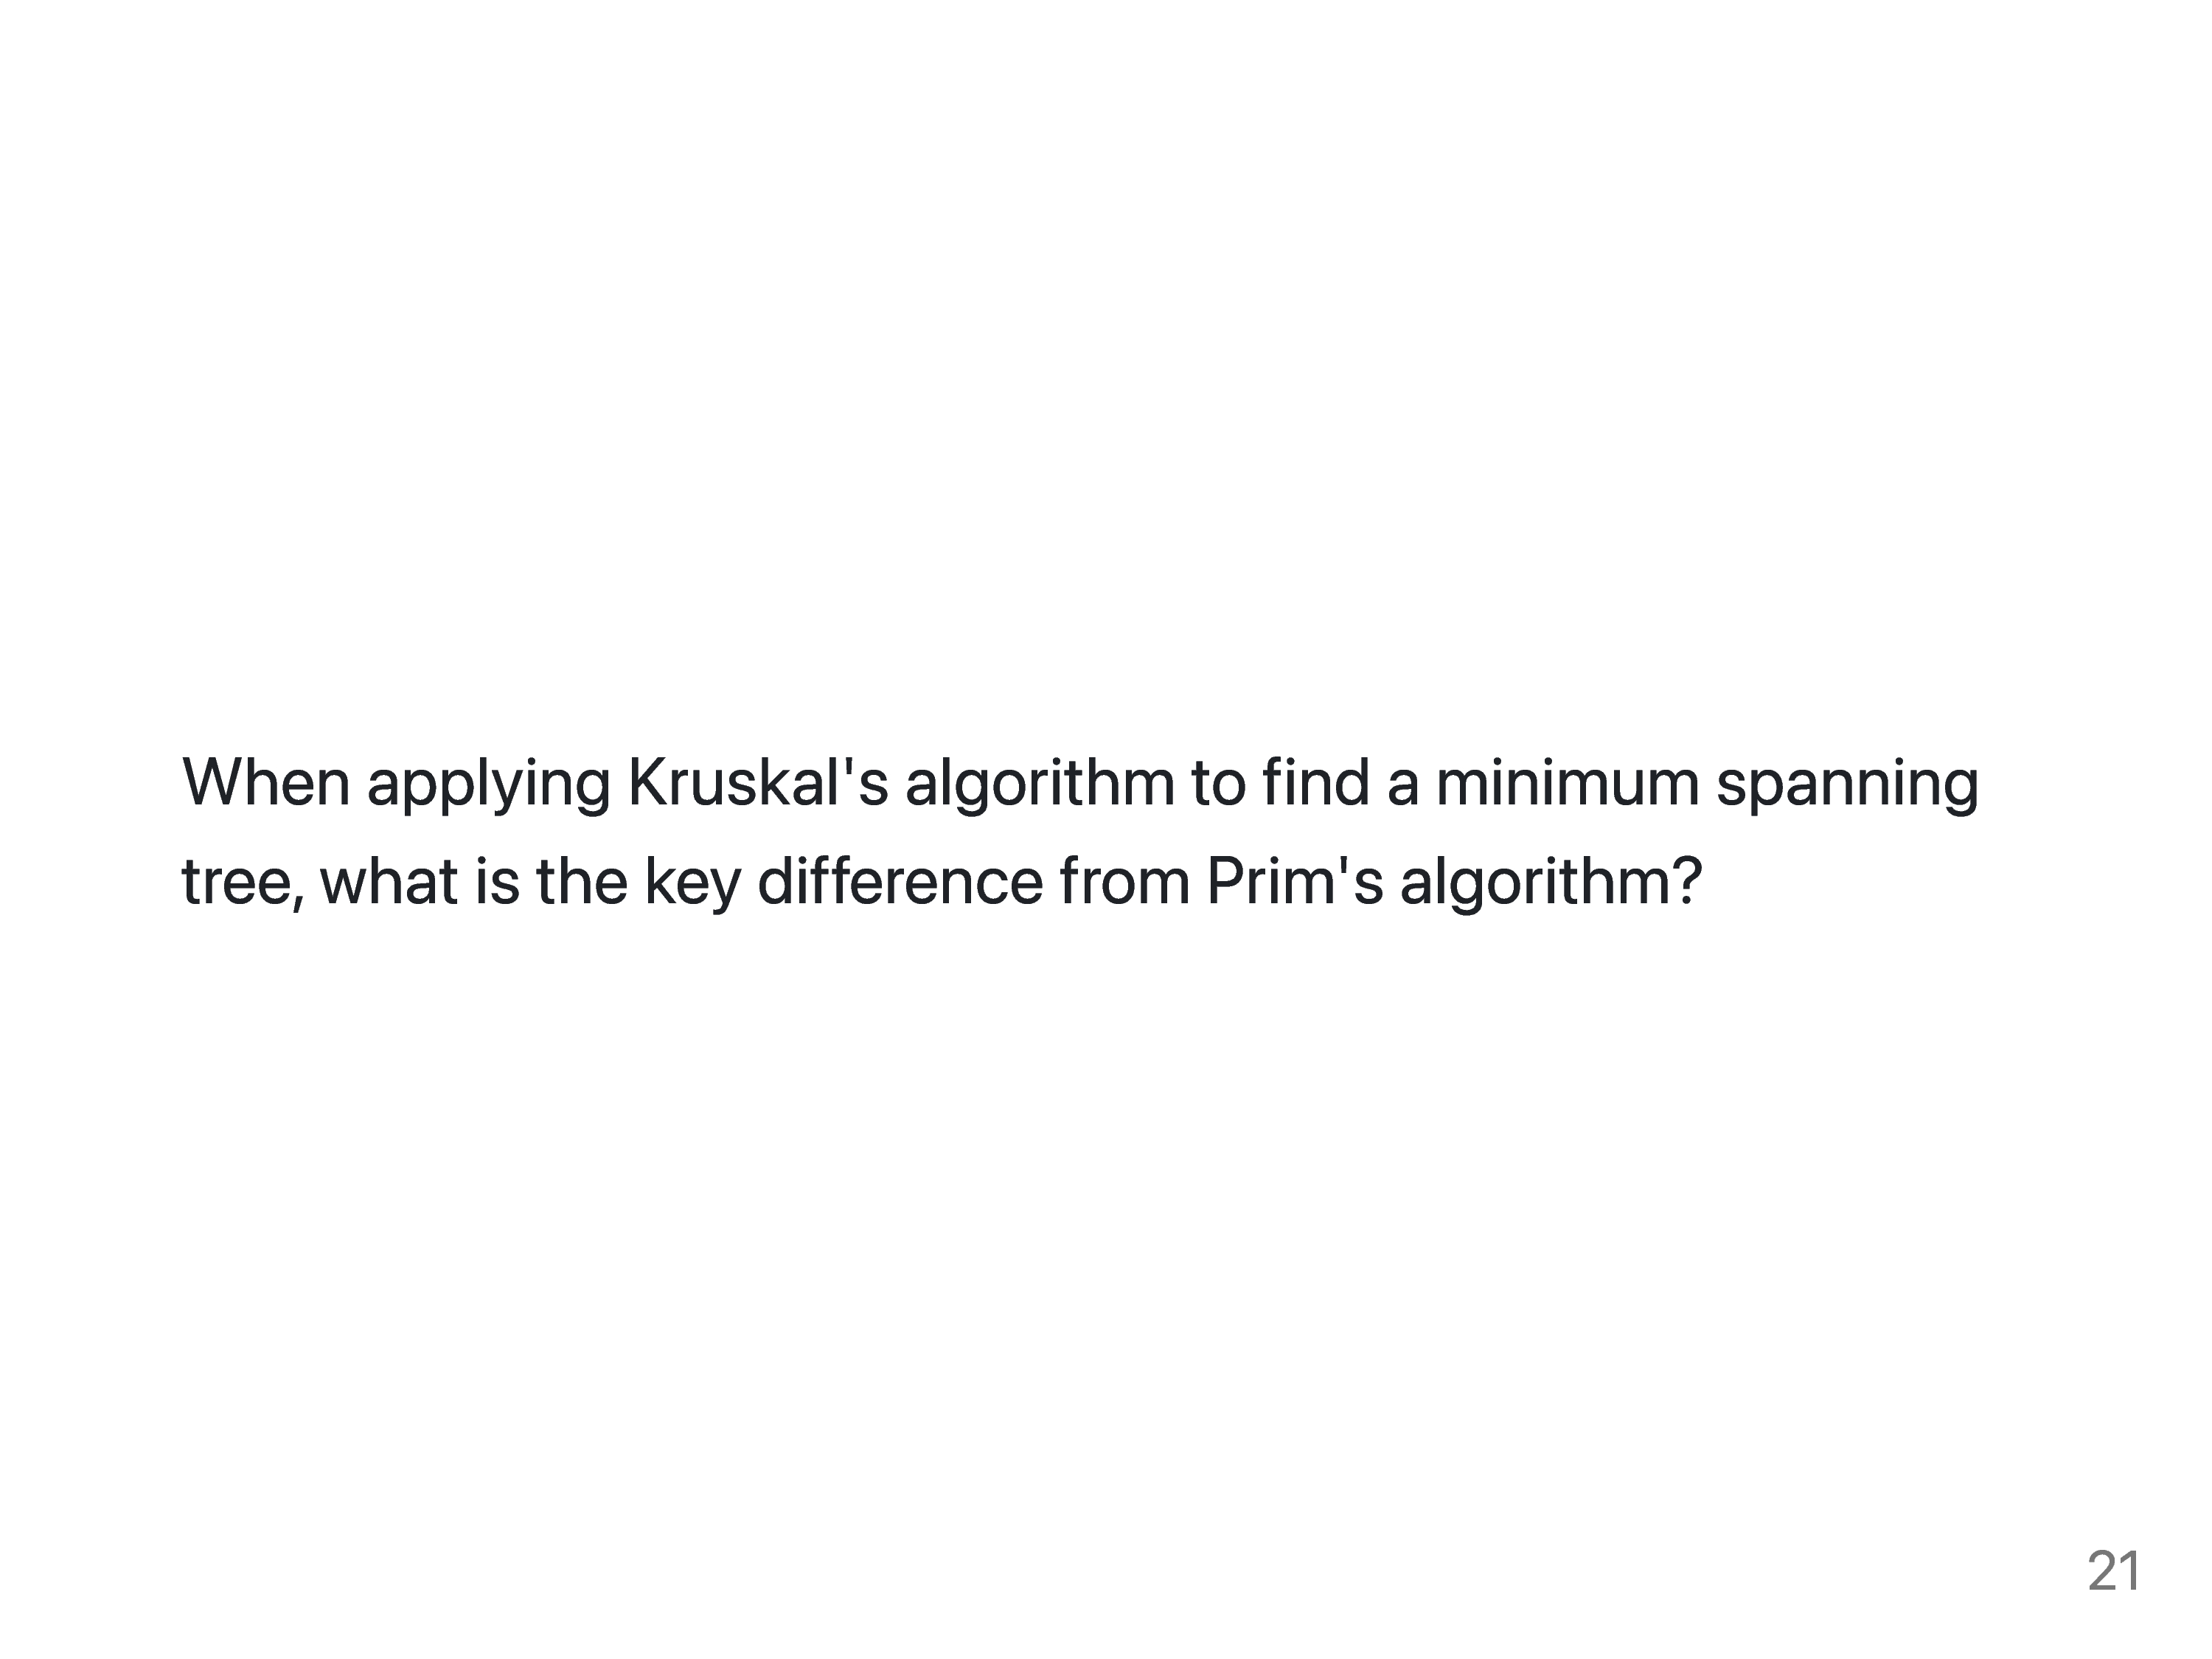 When applying Kruskal's algorithm to find a minimum spanning
tree, what is the key difference from Prim's algorithm?
21